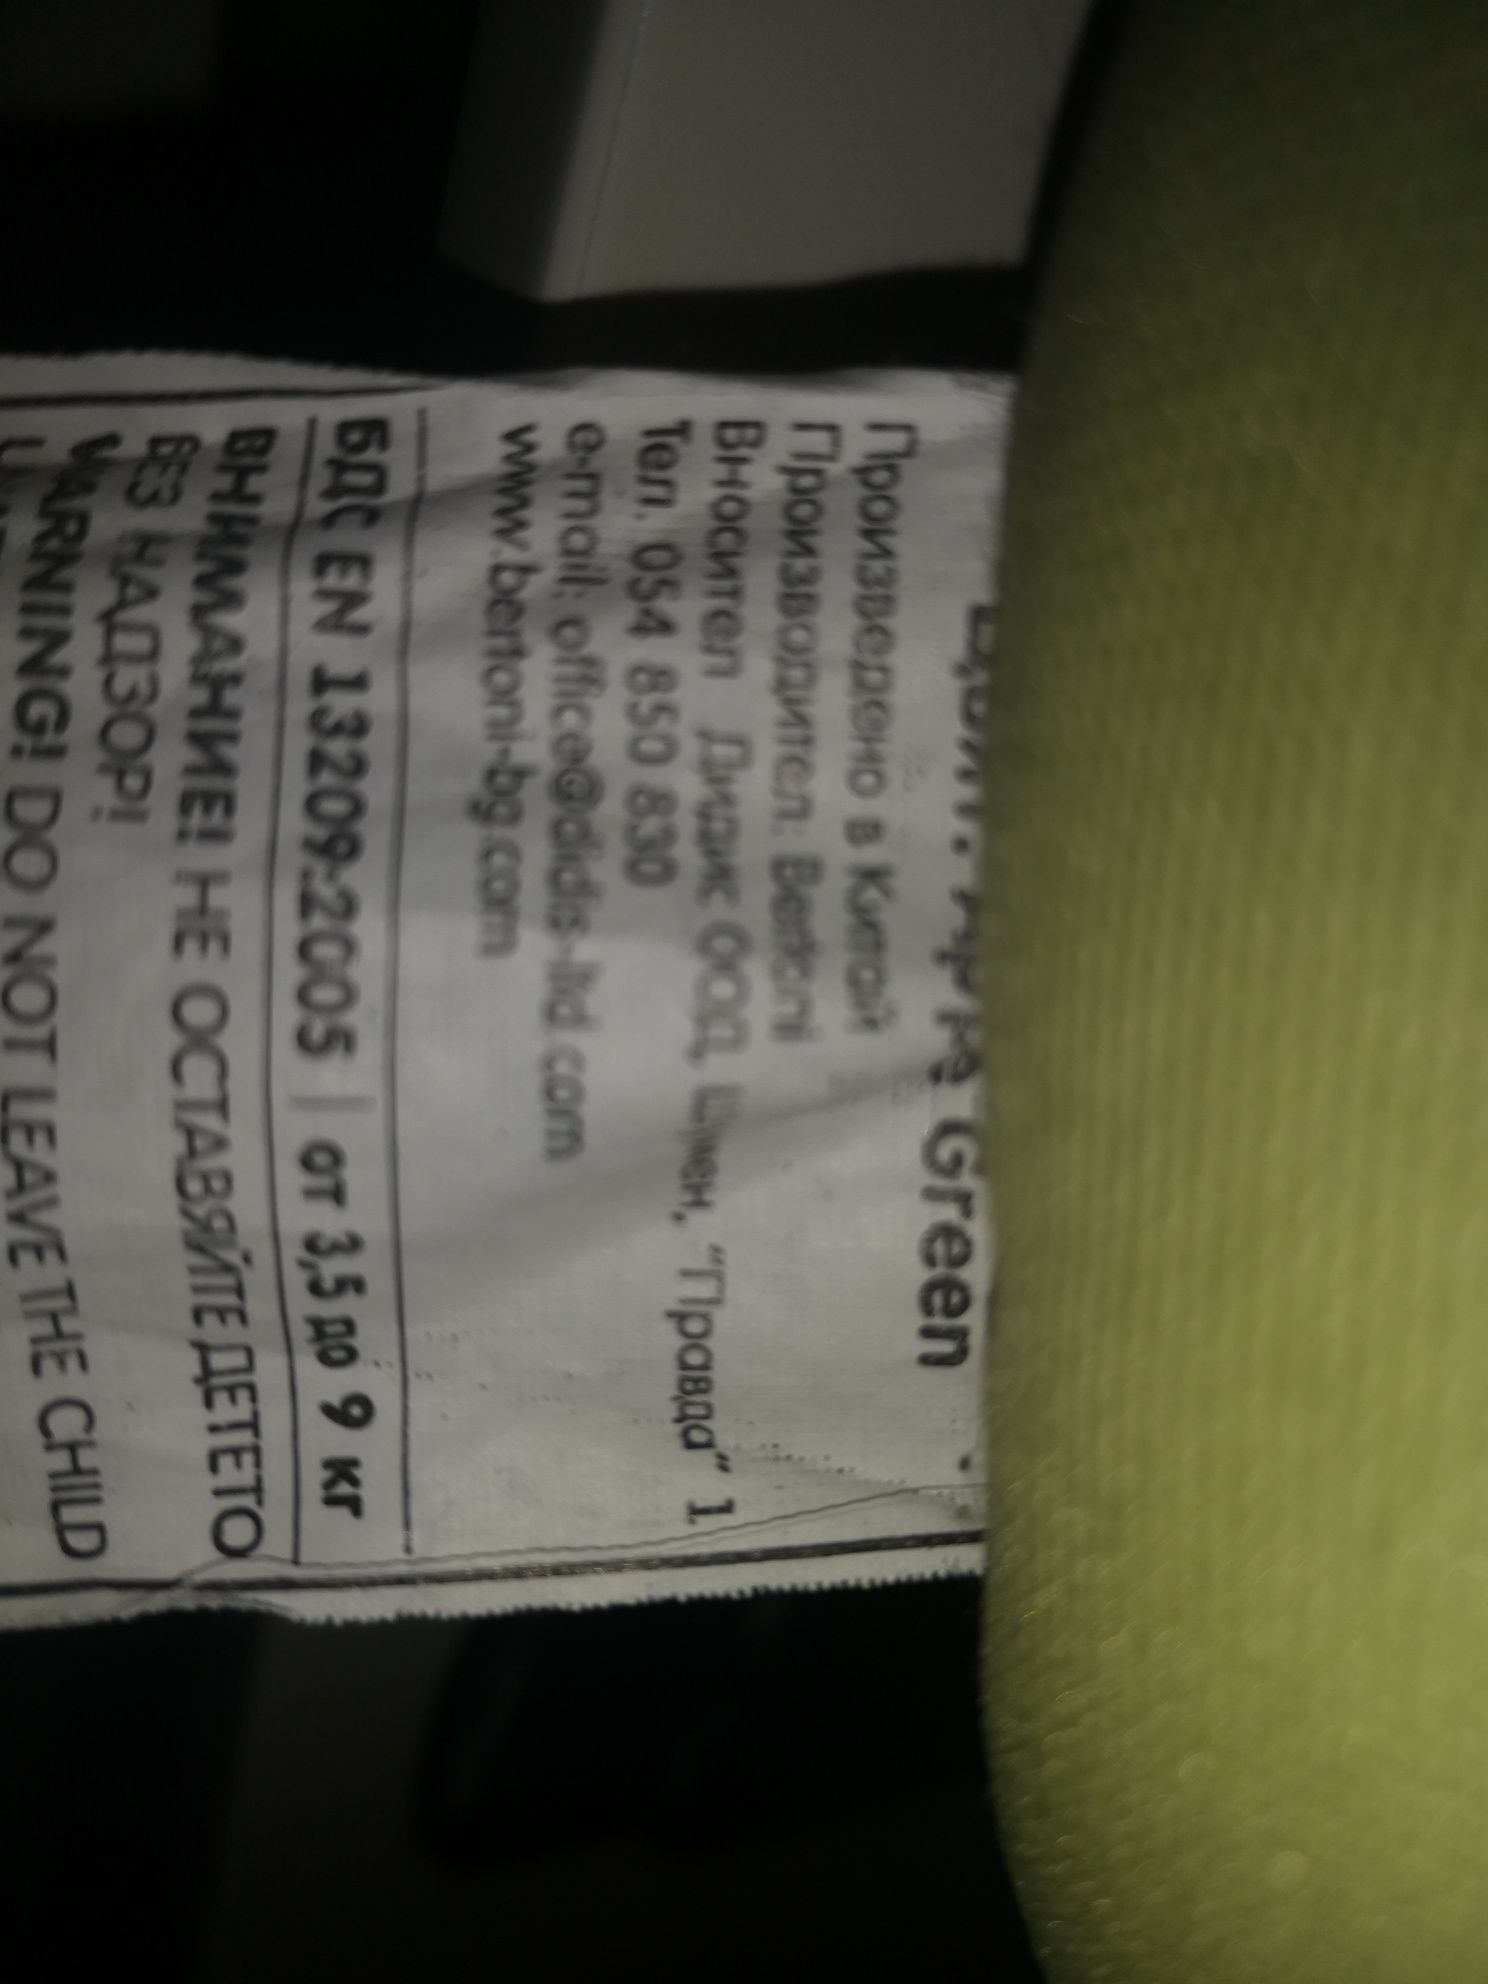 Green
Произведено в Китай
Производител: Bertoni
Вносител Дидис ООД, Шумен, "Правда" 1
Тел. 054 850 830
e-mail: office@didis-ltd.com
www.bertoni-bg.com
БДС EN 13209:2005 | от 3,5 до 9 кг
ВНИМАНИЕ! НЕ ОСТАВЯЙТЕ ДЕТЕТО
БЕЗ НАДЗОР!
WARNING! DO NOT LEAVE THE CHILD